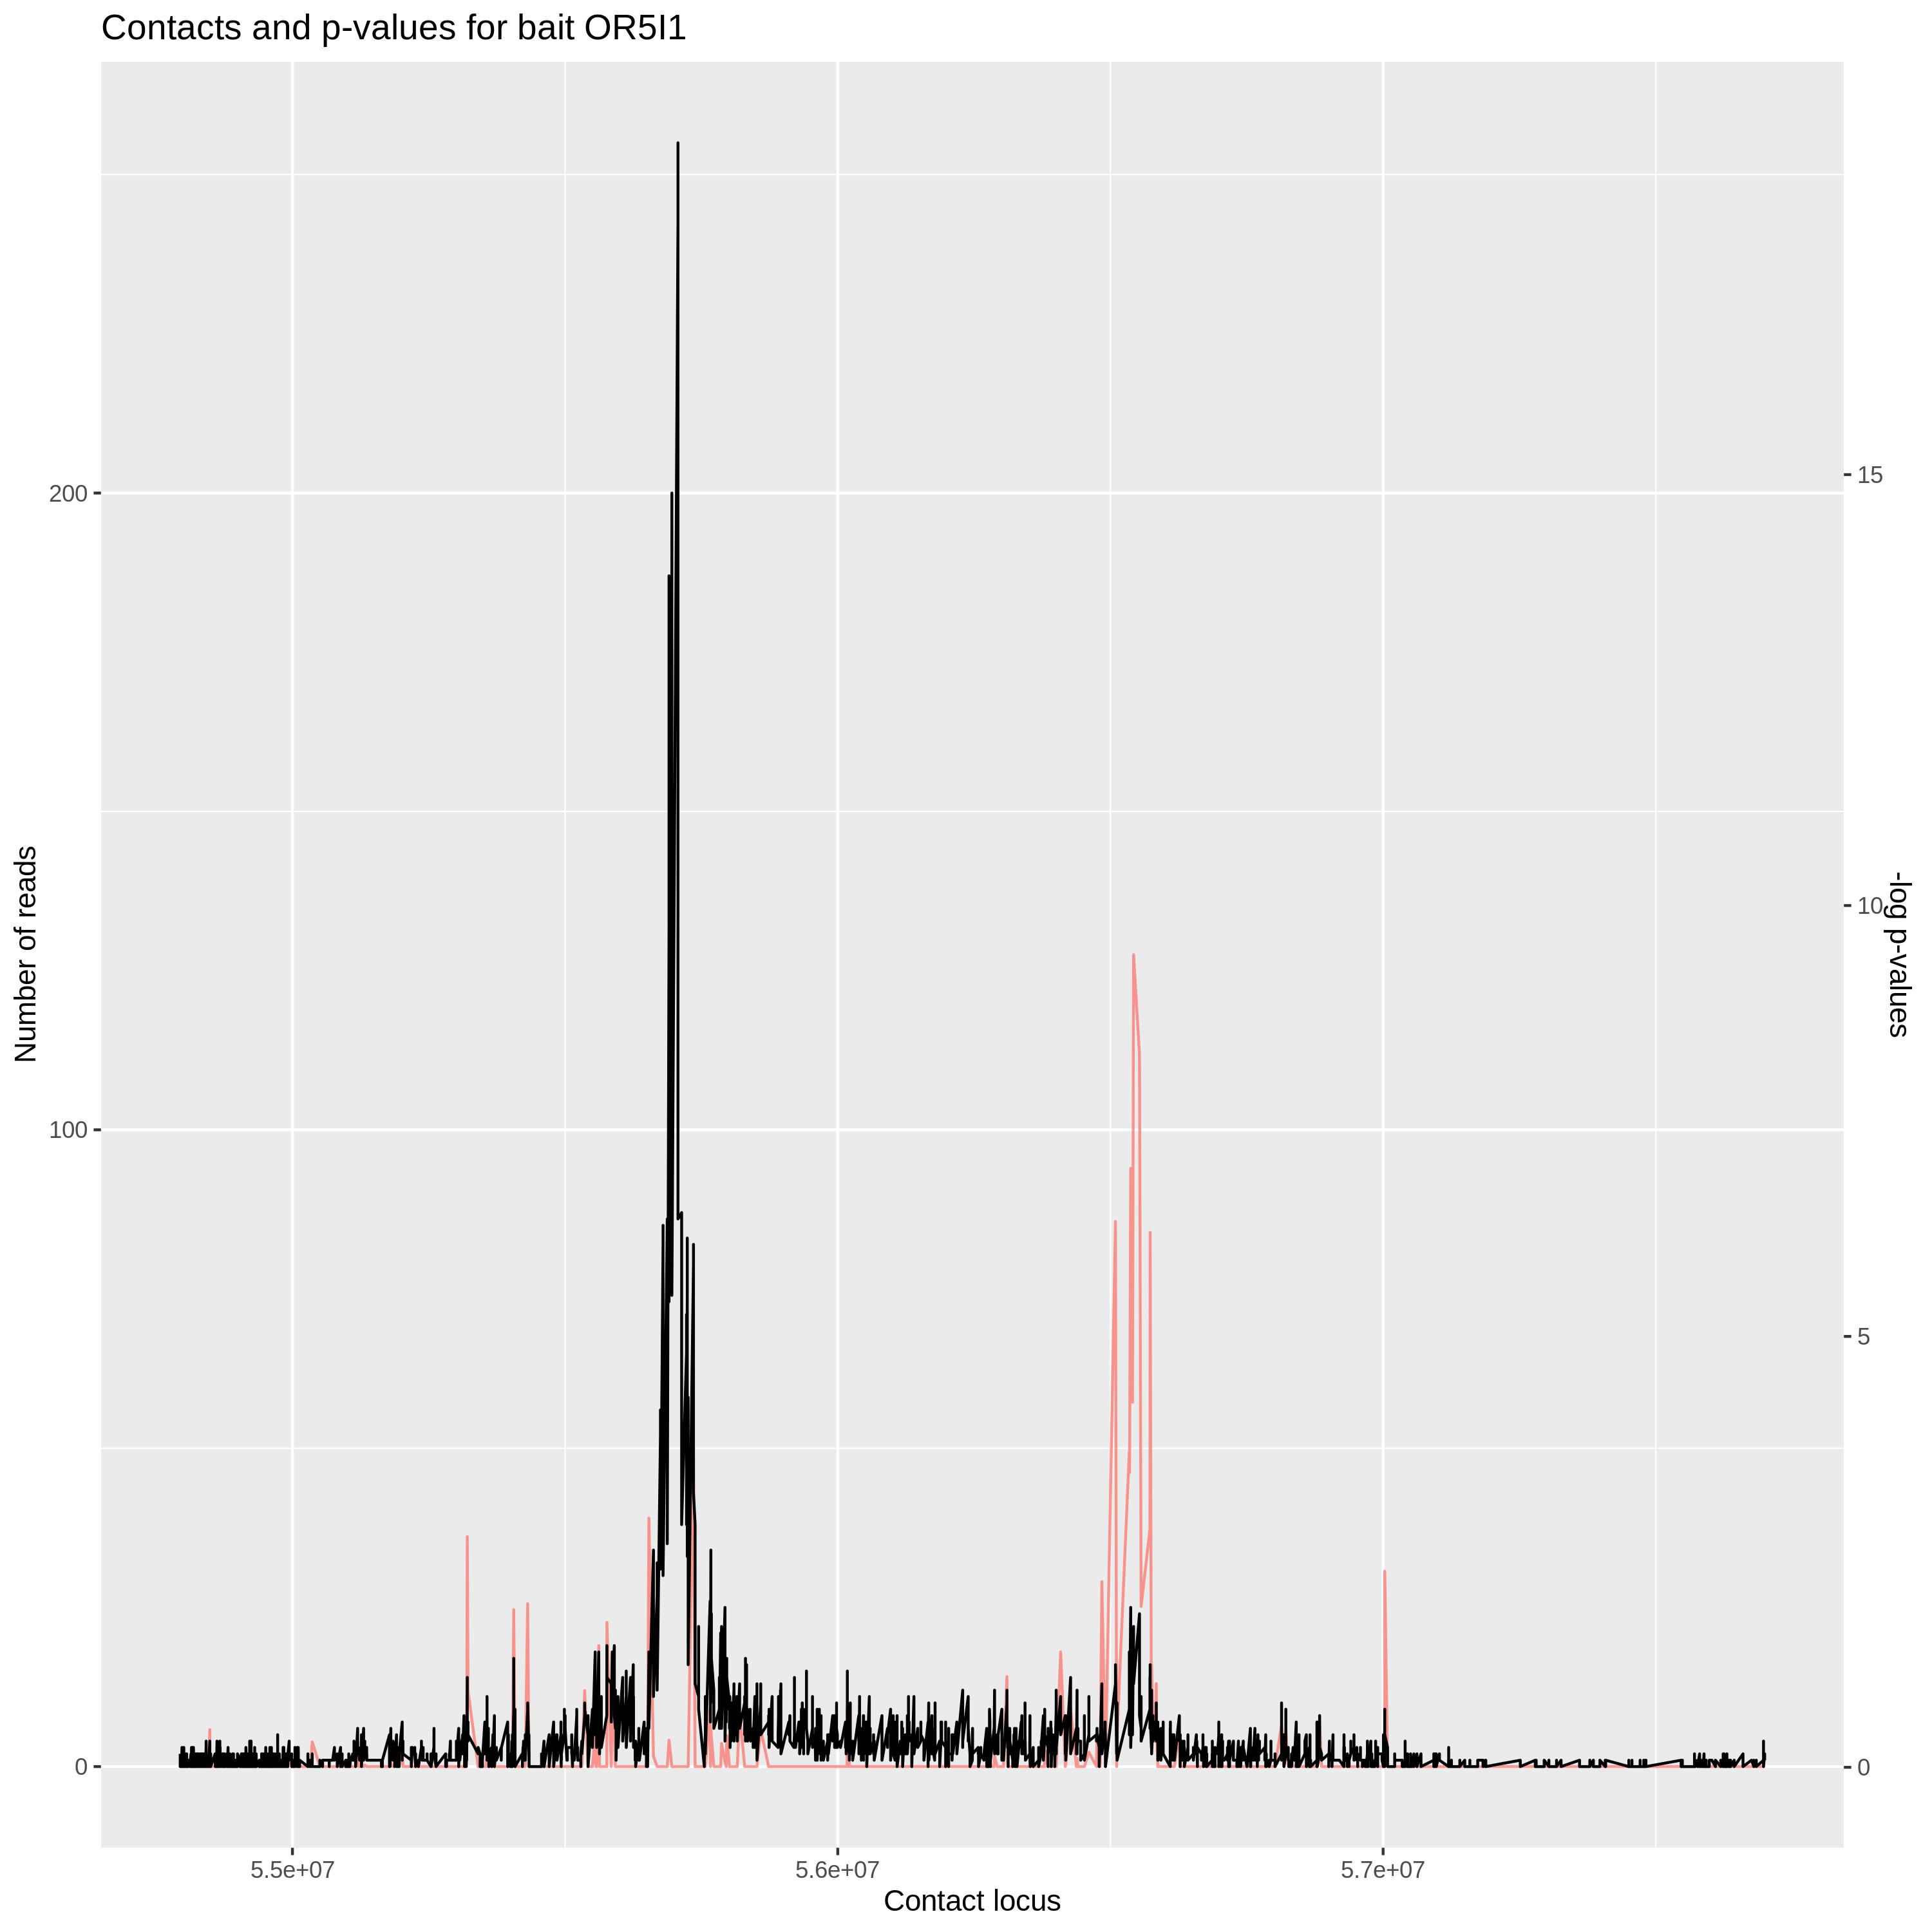 Contacts and p-values for bait OR5I1
Number of reads
200
100
0
15
10
5
0
-log p-values
5.5e+07
5.6e+07
5.7e+07
Contact locus